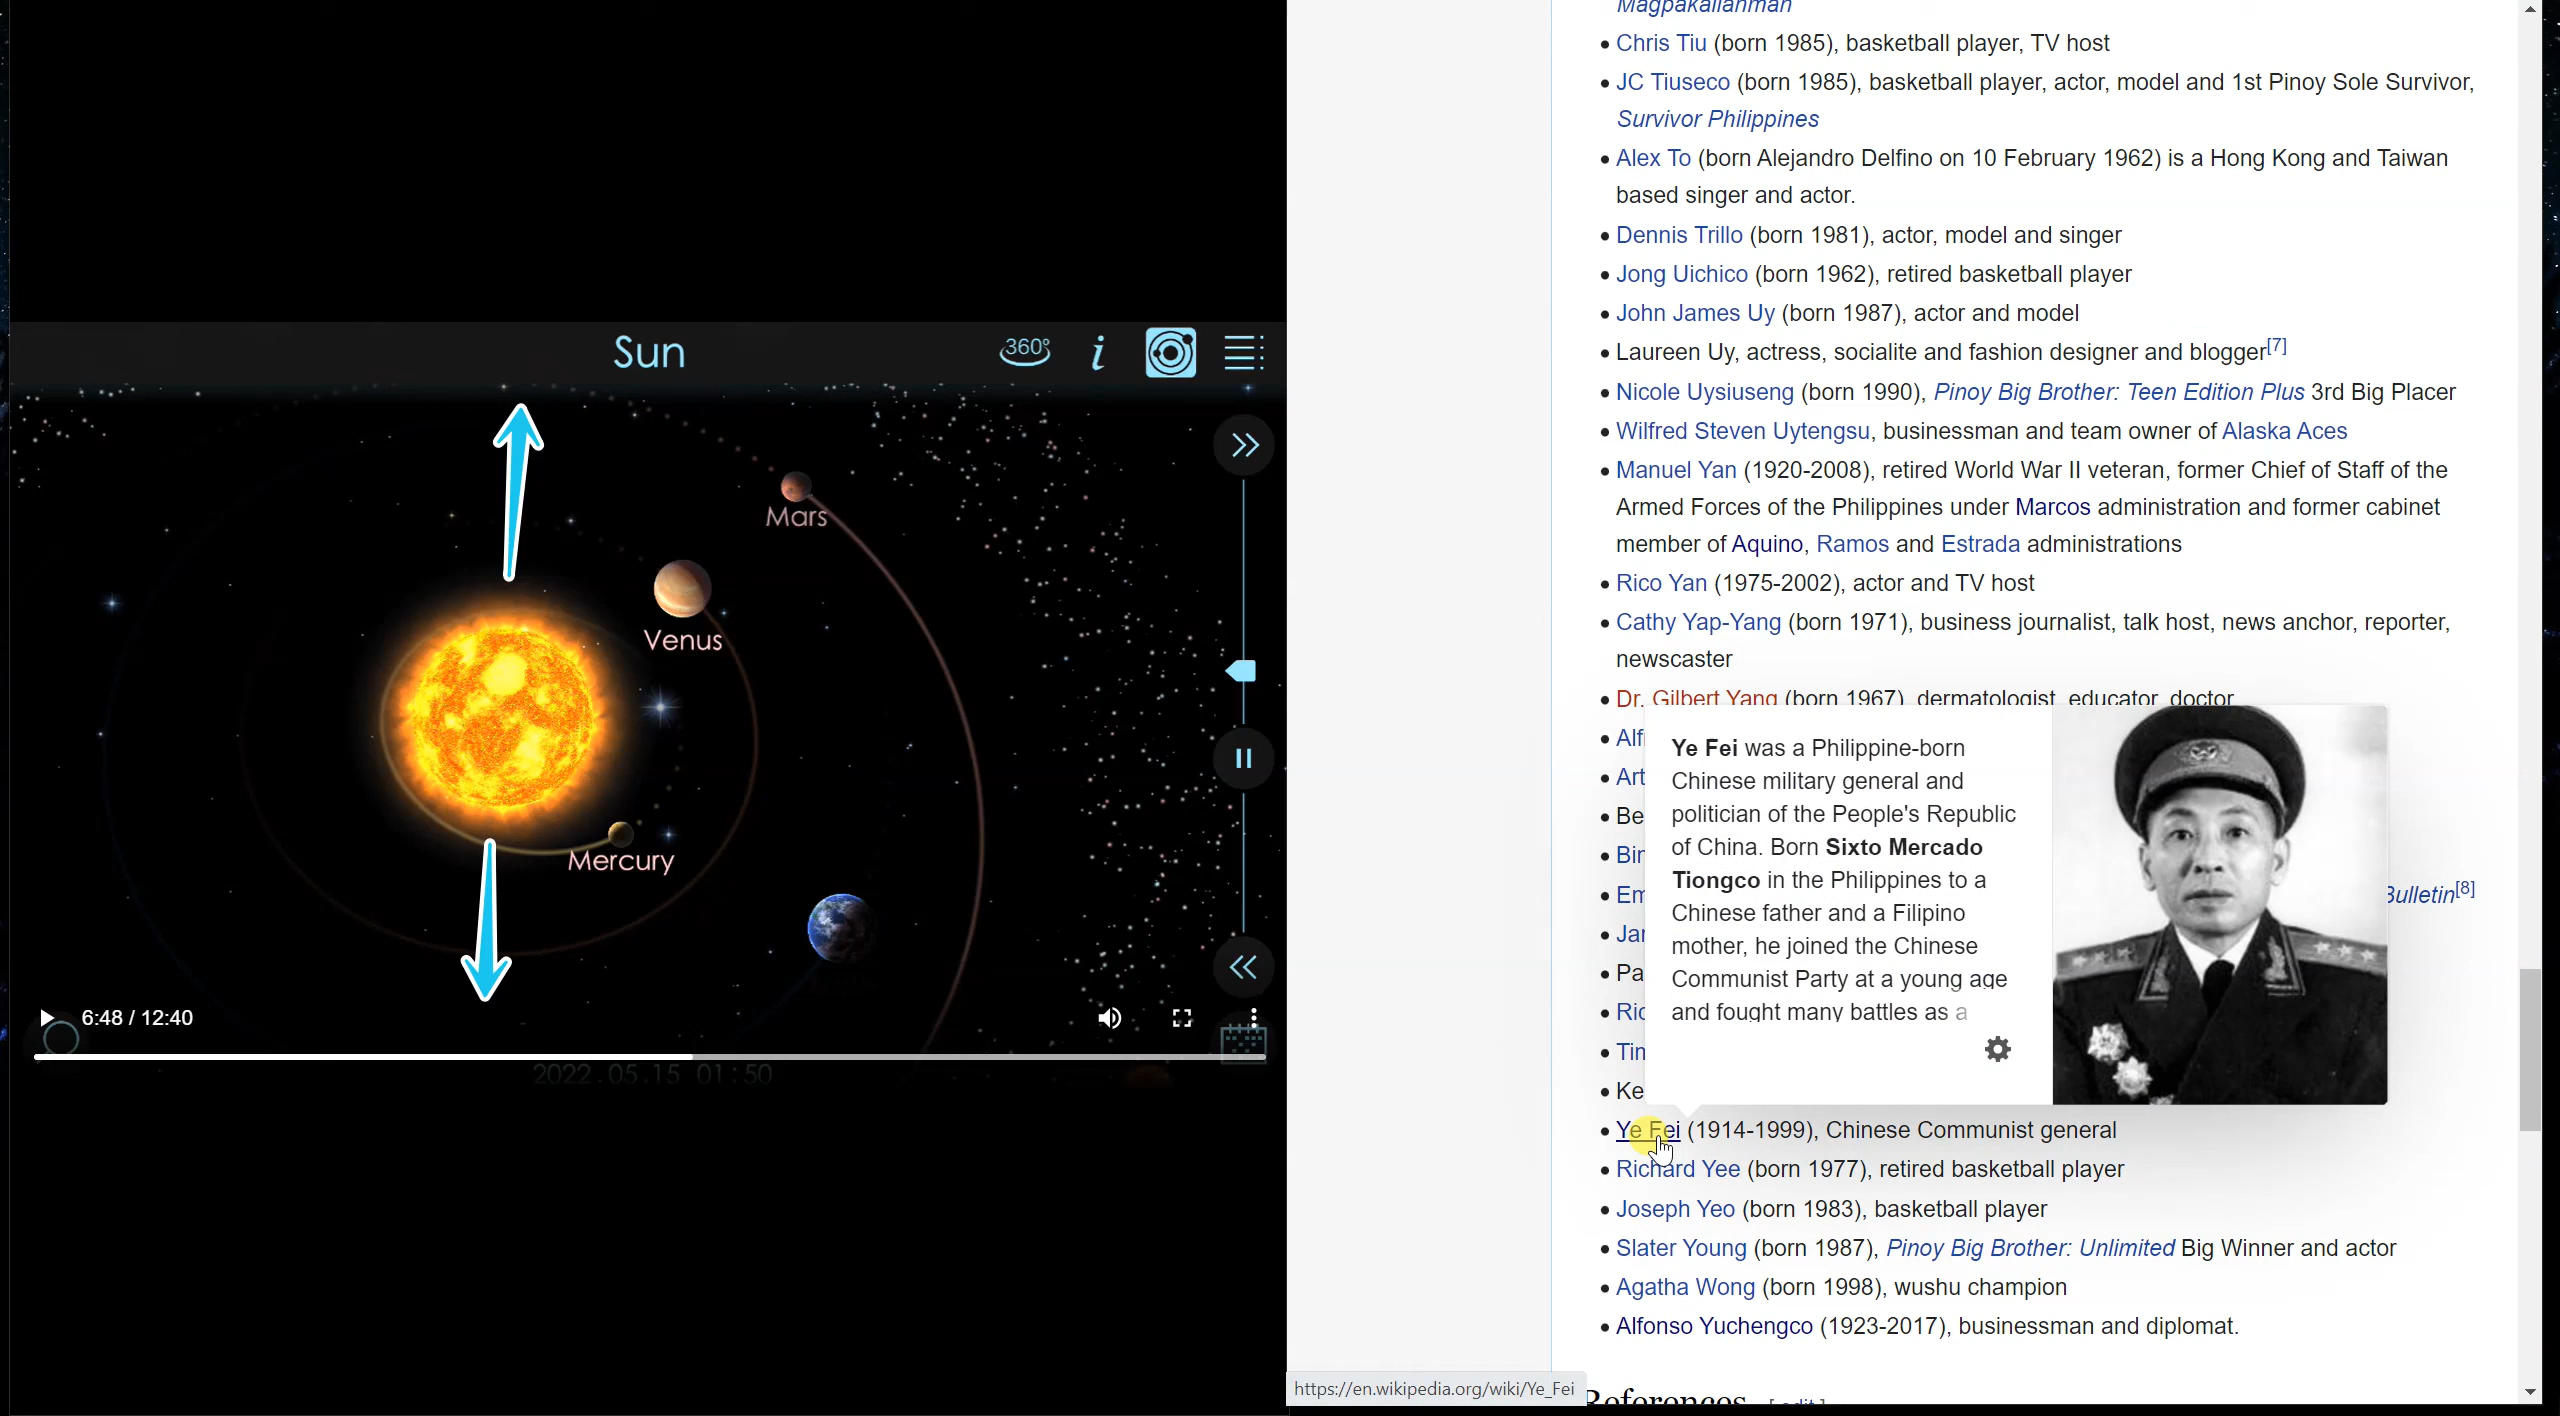 Sun
360°
i
Mars
Venus
Mercury
6:48 / 12:40
2022.05.15 01:50
Magpakailanman
Chris Tiu (born 1985), basketball player, TV host
JC Tiuseco (born 1985), basketball player, actor, model and 1st Pinoy Sole Survivor,
Survivor Philippines
Alex To (born Alejandro Delfino on 10 February 1962) is a Hong Kong and Taiwan
based singer and actor.
Dennis Trillo (born 1981), actor, model and singer
Jong Uichico (born 1962), retired basketball player
John James Uy (born 1987), actor and model
Laureen Uy, actress, socialite and fashion designer and blogger[7]
Nicole Uysiuseng (born 1990), Pinoy Big Brother: Teen Edition Plus 3rd Big Placer
Wilfred Steven Uytengsu, businessman and team owner of Alaska Aces
Manuel Yan (1920-2008), retired World War II veteran, former Chief of Staff of the
Armed Forces of the Philippines under Marcos administration and former cabinet
member of Aquino, Ramos and Estrada administrations
Rico Yan (1975-2002), actor and TV host
Cathy Yap-Yang (born 1971), business journalist, talk host, news anchor, reporter,
newscaster
Dr. Gilbert Yang (born 1967), dermatologist, educator, doctor
Alf
Art
Be
Bin
Em
Bulletin[8]
Jar
Pa
Ric
Tin
Ke
Ye Fei was a Philippine-born
Chinese military general and
politician of the People's Republic
of China. Born Sixto Mercado
Tiongco in the Philippines to a
Chinese father and a Filipino
mother, he joined the Chinese
Communist Party at a young age
and fought many battles as a
Ye Fei (1914-1999), Chinese Communist general
Richard Yee (born 1977), retired basketball player
Joseph Yeo (born 1983), basketball player
Slater Young (born 1987), Pinoy Big Brother: Unlimited Big Winner and actor
Agatha Wong (born 1998), wushu champion
Alfonso Yuchengco (1923-2017), businessman and diplomat.
References [ edit ]
https://en.wikipedia.org/wiki/Ye_Fei